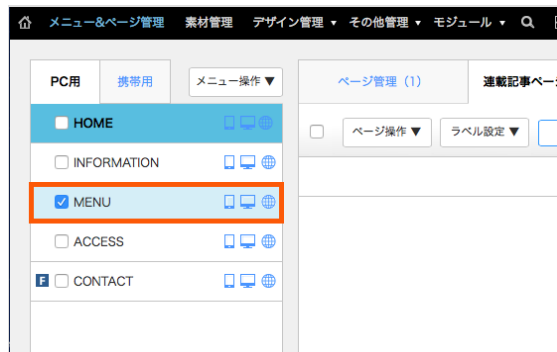 メニュー&ページ管理 素材管理 デザイン管理 ▼ その他管理 ▼ モジュール ▼
PC用 携帯用 メニュー操作 ▼ ページ管理（1）
ページ操作 ▼ ラベル設定 ▼
HOME
INFORMATION
MENU
ACCESS
F CONTACT